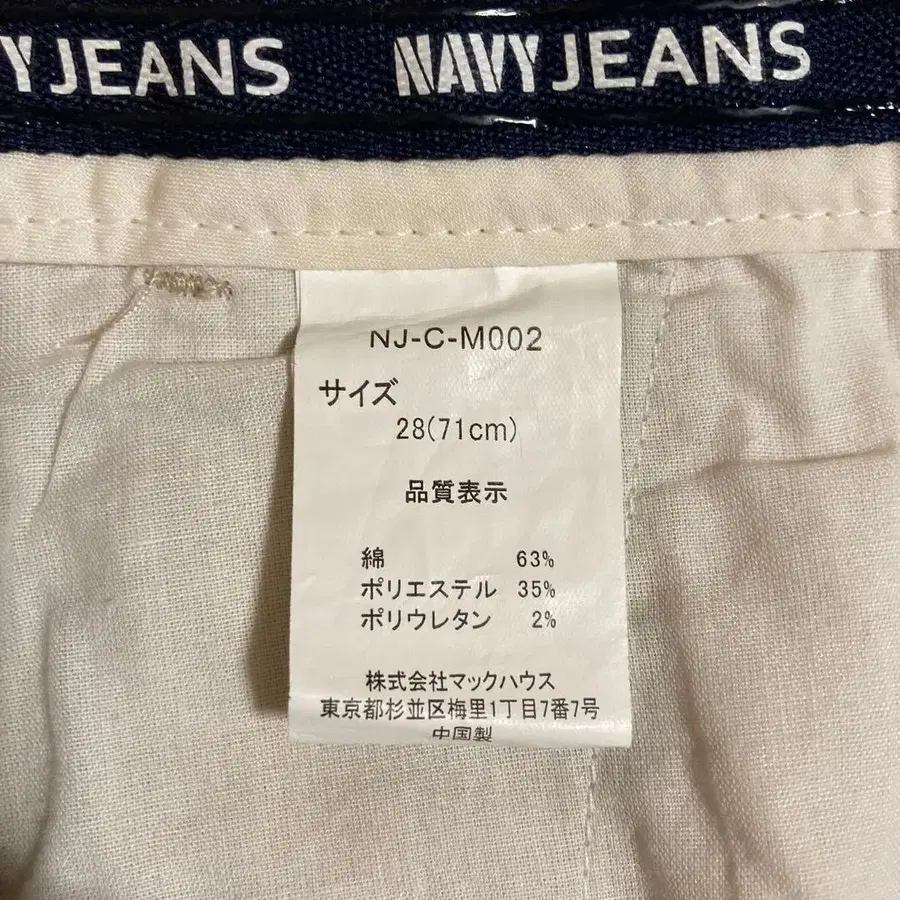 Y JEANS NAVY JEANS
NJ-C-M002
サイズ
28(71cm)
品質表示
綿 63%
ポリエステル 35%
ポリウレタン 2%
株式会社マックハウス
東京都杉並区梅里1丁目7番7号
中国製